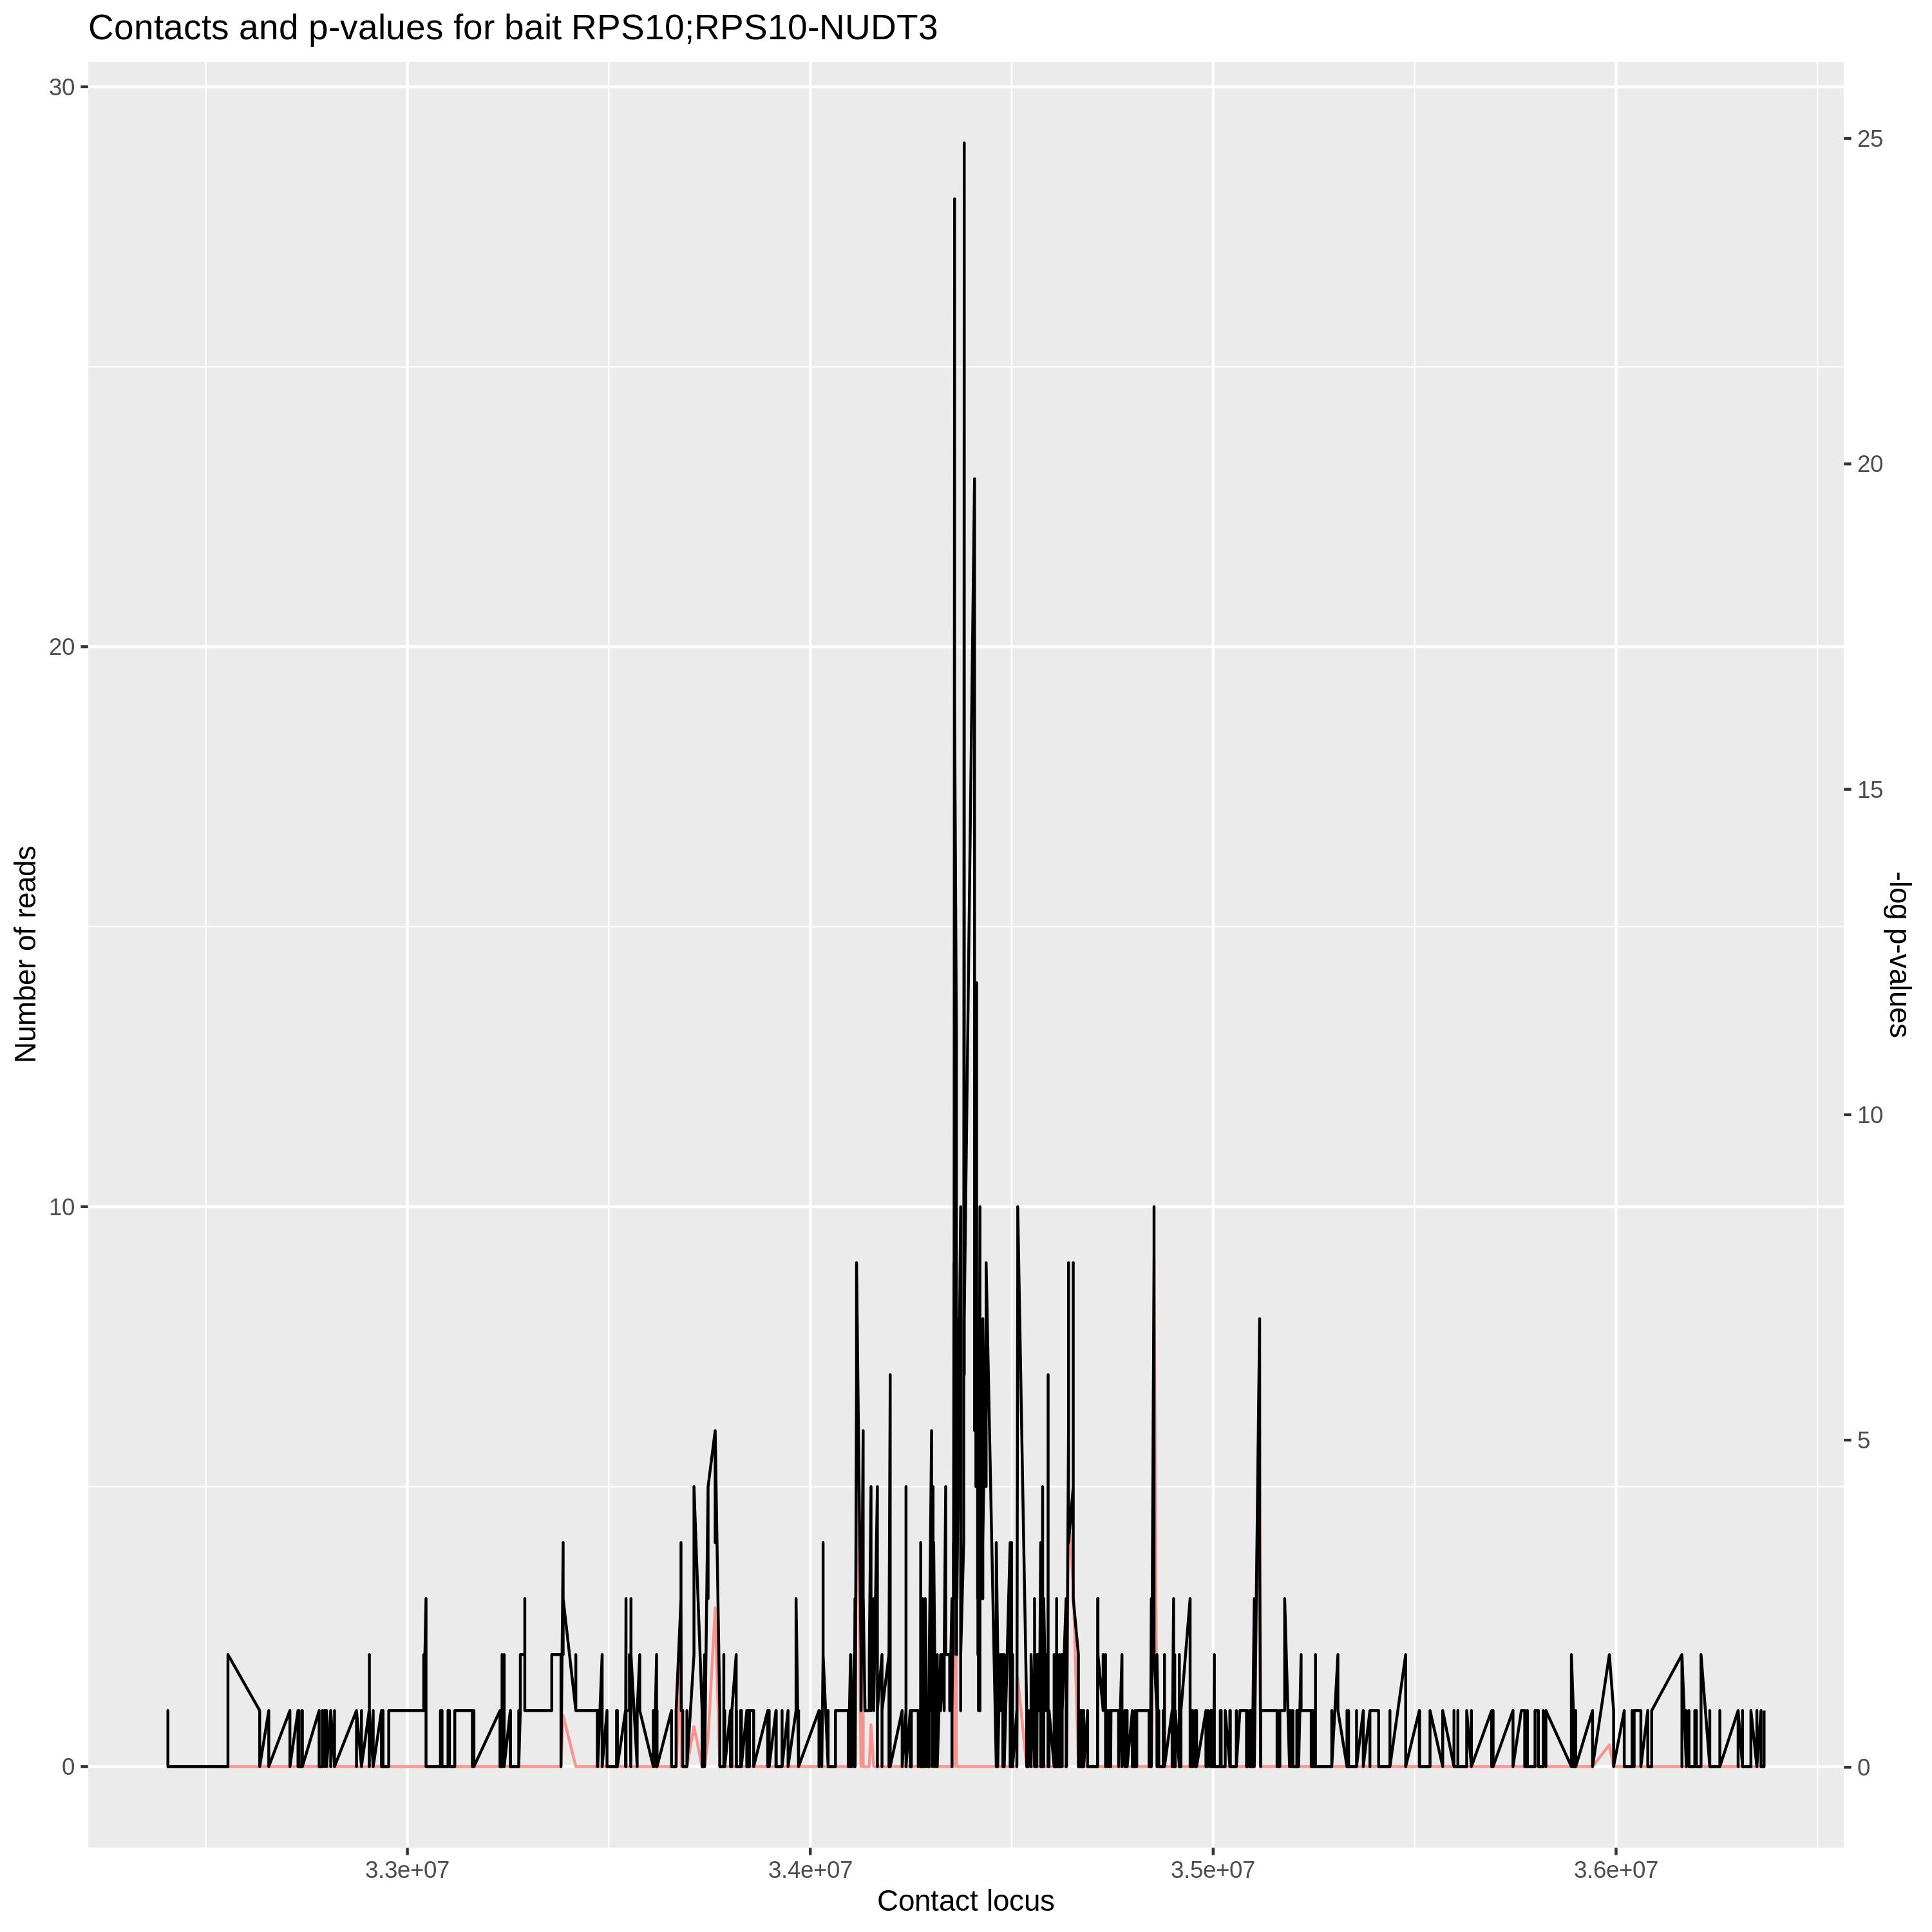 Contacts and p-values for bait RPS10;RPS10-NUDT3
30
20
10
0
Number of reads
25
20
15
10
5
0
-log p-values
3.3e+07
3.4e+07
3.5e+07
3.6e+07
Contact locus